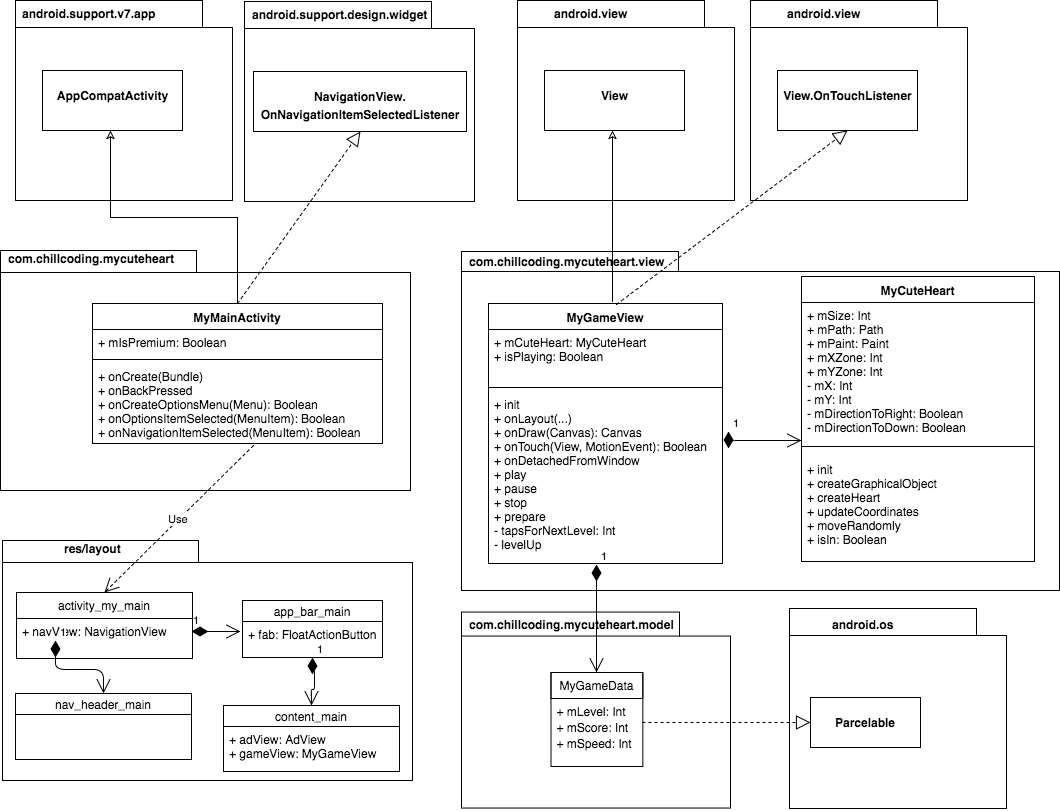 android.support.v7.app
AppCompatActivity
android.support.design.widget
NavigationView.
OnNavigationItemSelectedListener
android.view
View
android.view
View.OnTouchListener
com.chillcoding.mycuteheart
MyMainActivity
+ mIsPremium: Boolean
+ onCreate(Bundle)
+ onBackPressed
+ onCreateOptionsMenu(Menu): Boolean
+ onOptionsItemSelected(MenuItem): Boolean
+ onNavigationItemSelected(MenuItem): Boolean
Use
com.chillcoding.mycuteheart.view
MyGameView
+ mCuteHeart: MyCuteHeart
+ isPlaying: Boolean
+ init
+ onLayout(...)
+ onDraw(Canvas): Canvas
+ onTouch(View, MotionEvent): Boolean
+ onDetachedFromWindow
+ play
+ pause
+ stop
+ prepare
- tapsForNextLevel: Int
- levelUp
1
1
MyCuteHeart
+ mSize: Int
+ mPath: Path
+ mPaint: Paint
+ mXZone: Int
+ mYZone: Int
- mX: Int
- mY: Int
- mDirectionToRight: Boolean
- mDirectionToDown: Boolean
+ init
+ createGraphicalObject
+ createHeart
+ updateCoordinates
+ moveRandomly
+ isIn: Boolean
res/layout
activity_my_main
+ navView: NavigationView
1
1
app_bar_main
+ fab: FloatActionButton
1
nav_header_main
content_main
+ adView: AdView
+ gameView: MyGameView
com.chillcoding.mycuteheart.model
MyGameData
+ mLevel: Int
+ mScore: Int
+ mSpeed: Int
android.os
Parcelable